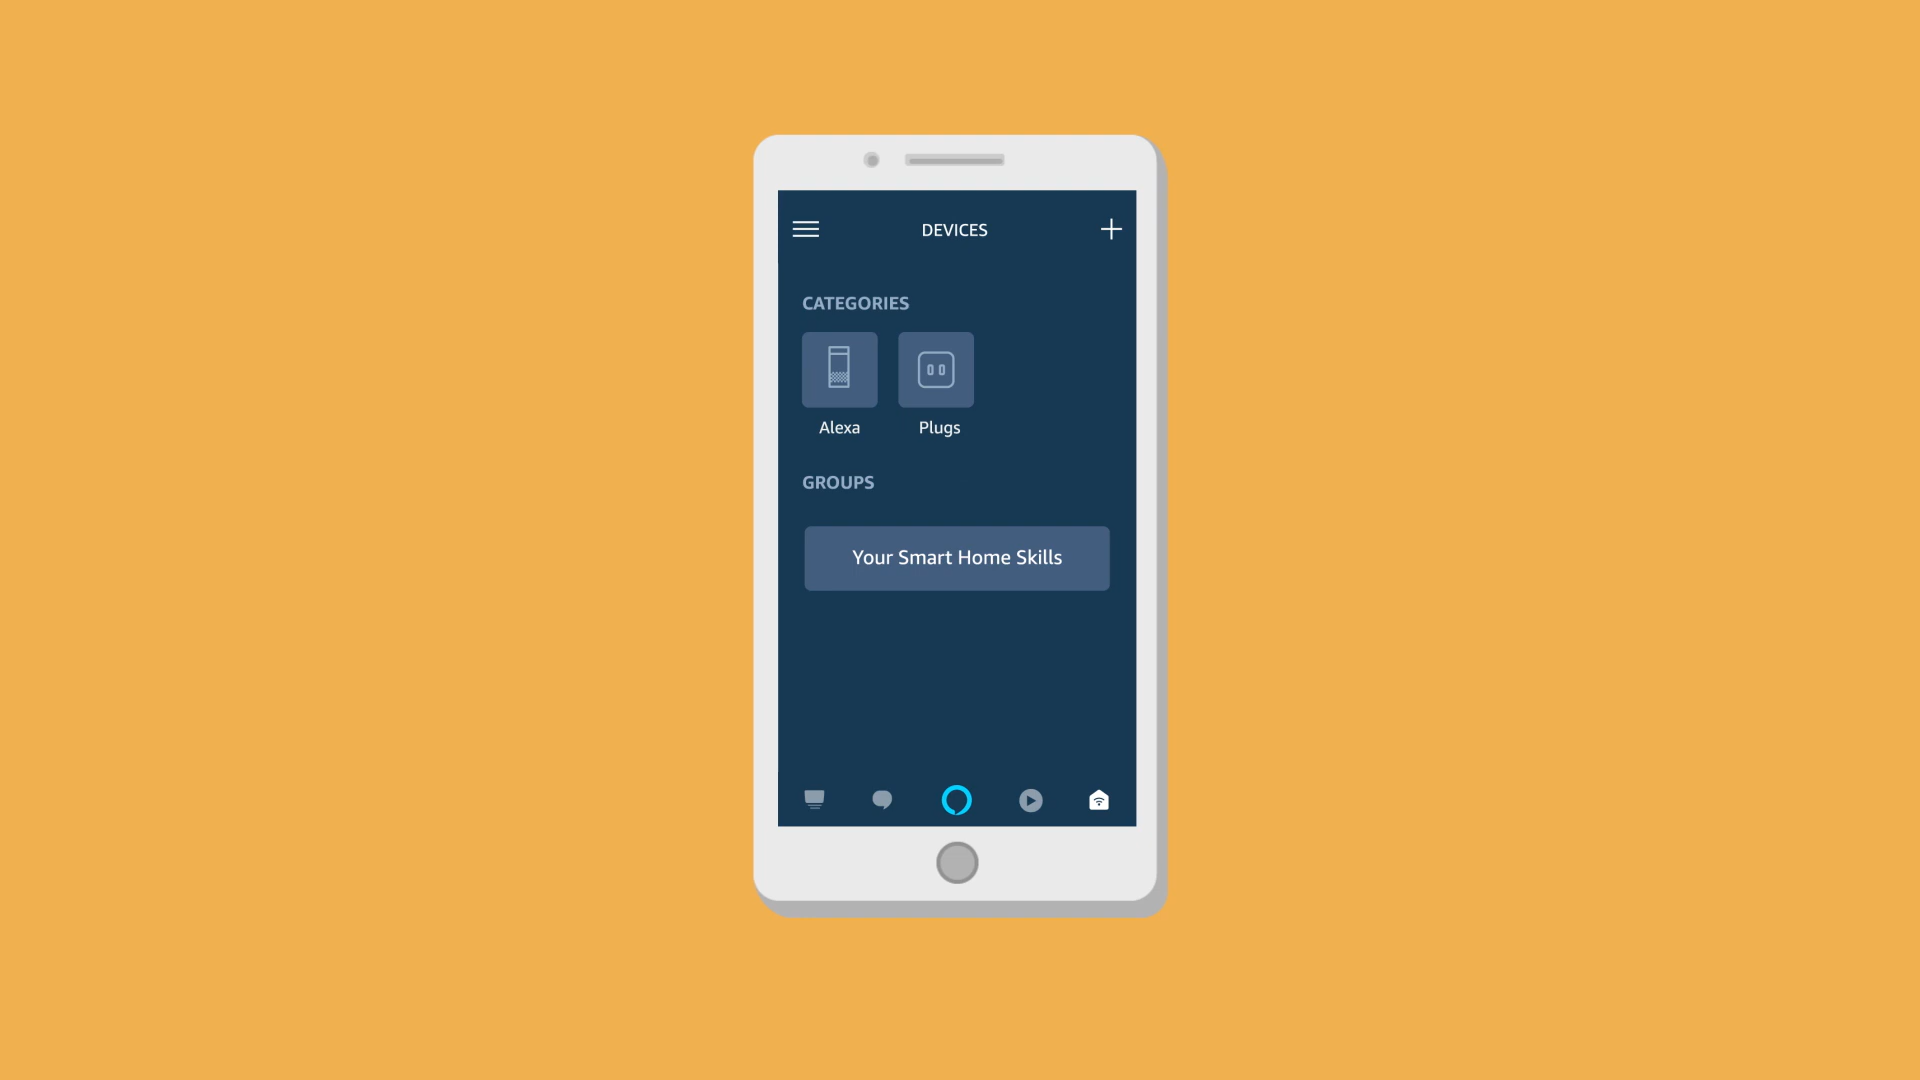 DEVICES
CATEGORIES
Alexa
Plugs
GROUPS
Your Smart Home Skills